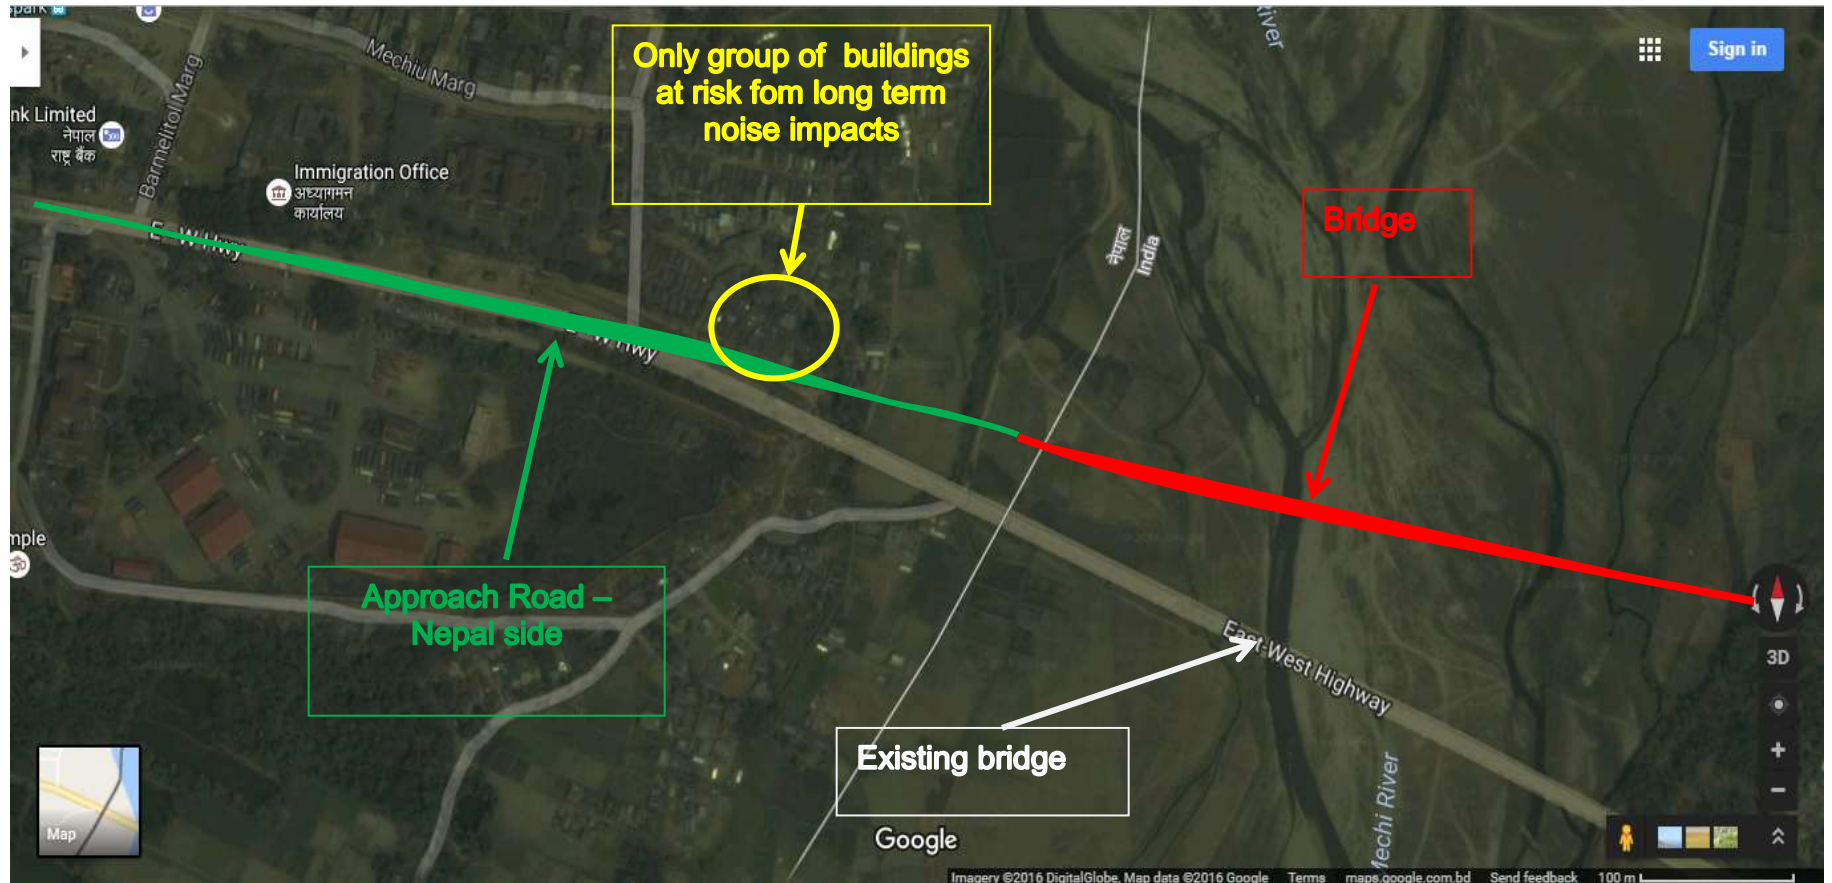 Mechiu Marg
Barmelitol Marg
nk Limited
नेपाल
राष्ट्र बैंक
Immigration Office
अध्यागमन
कार्यालय
Only group of buildings
at risk fom long term
noise impacts
River
Sign in
Bridge
नेपाल
India
E - W Hwy
W Hwy
mple
Approach Road –
Nepal side
East-West Highway
Existing bridge
Mechi River
3D
Map
Google
Imagery ©2016 DigitalGlobe, Map data ©2016 Google Terms maps.google.com.bd Send feedback 100 m